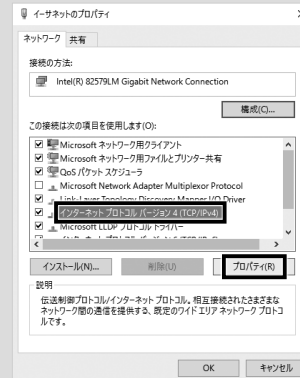 イーサネットのプロパティ
ネットワーク 共有
接続の方法:
Intel(R) 82579LM Gigabit Network Connection
構成(C)...
この接続は次の項目を使用します(O):
Microsoft ネットワーク用クライアント
Microsoft ネットワーク用ファイルとプリンター共有
QoS パケット スケジューラ
Microsoft Network Adapter Multiplexor Protocol
Link-Layer Topology Discovery Mapper I/O Driver
インターネット プロトコル バージョン 4 (TCP/IPv4)
Microsoft LLDP プロトコル ドライバー
インストール(N)... 削除(U) プロパティ(R)
説明
伝送制御プロトコル/インターネット プロトコル。相互接続されたさまざまな
ネットワーク間の通信を提供する、既定のワイド エリア ネットワーク プロトコ
ルです。
OK キャンセル